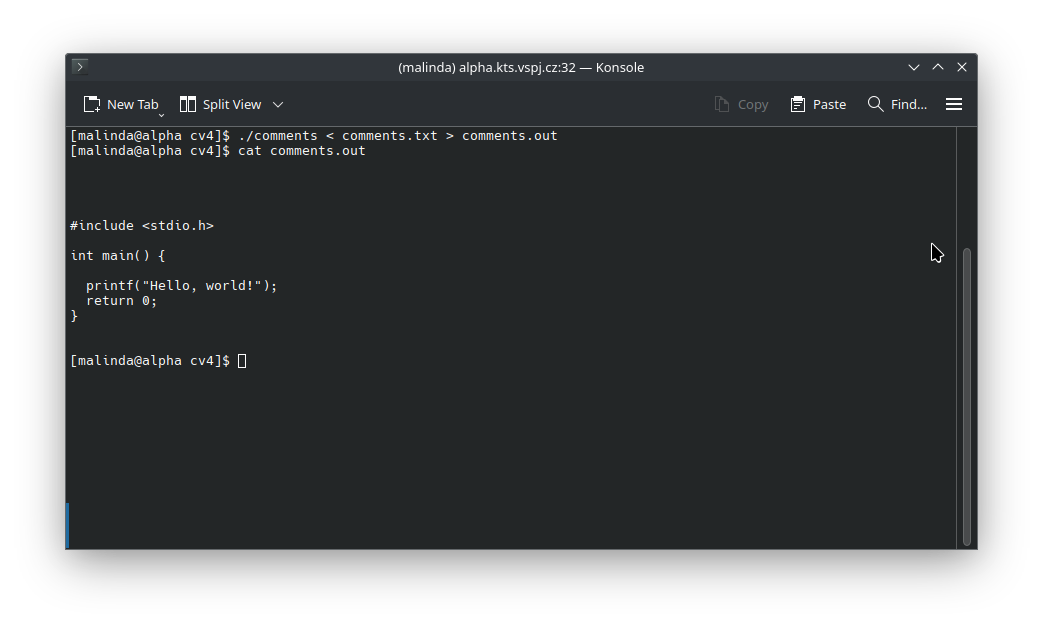 (malinda) alpha.kts.vspj.cz:32 — Konsole
New Tab Split View Copy Paste Find...
[malinda@alpha cv4]$ ./comments < comments.txt > comments.out
[malinda@alpha cv4]$ cat comments.out
#include <stdio.h>
int main() {
  printf("Hello, world!");
  return 0;
}
[malinda@alpha cv4]$